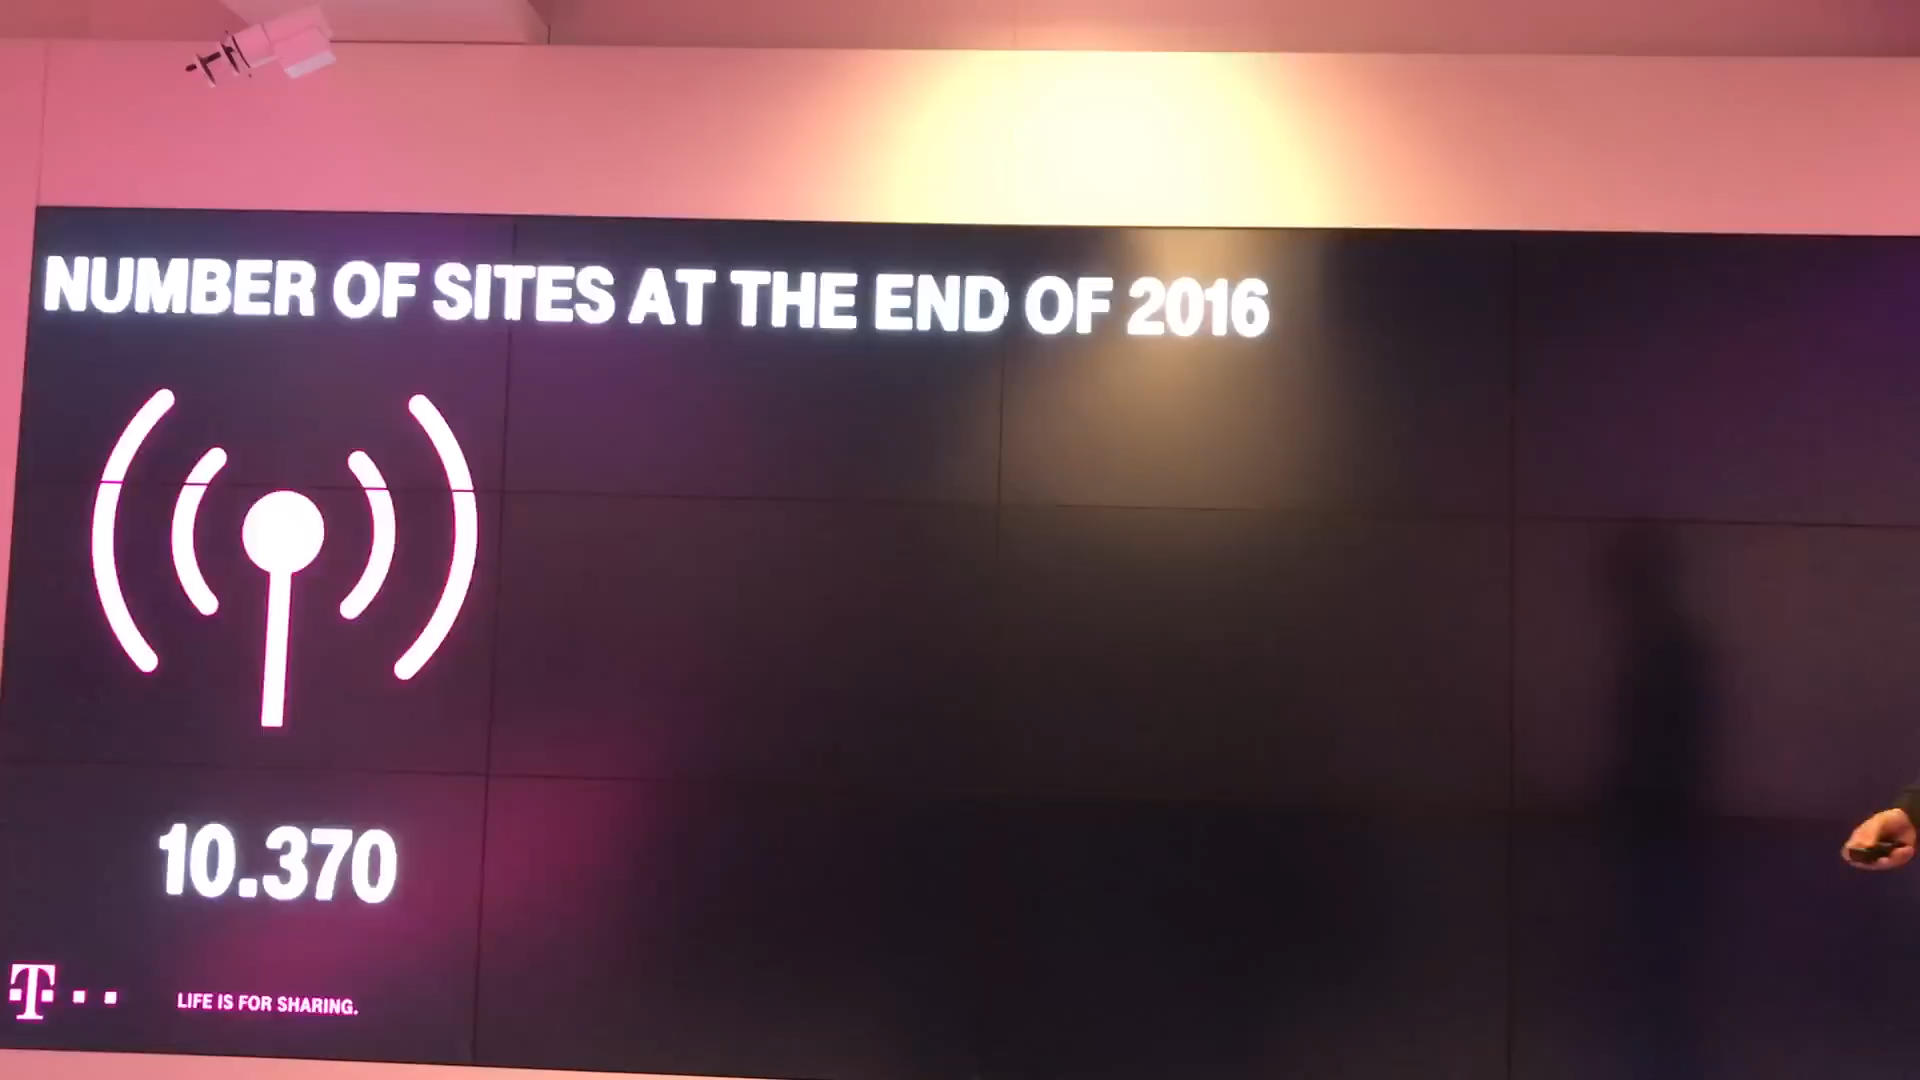 NUMBER OF SITES AT THE END OF 2016
10.370
T
LIFE IS FOR SHARING.